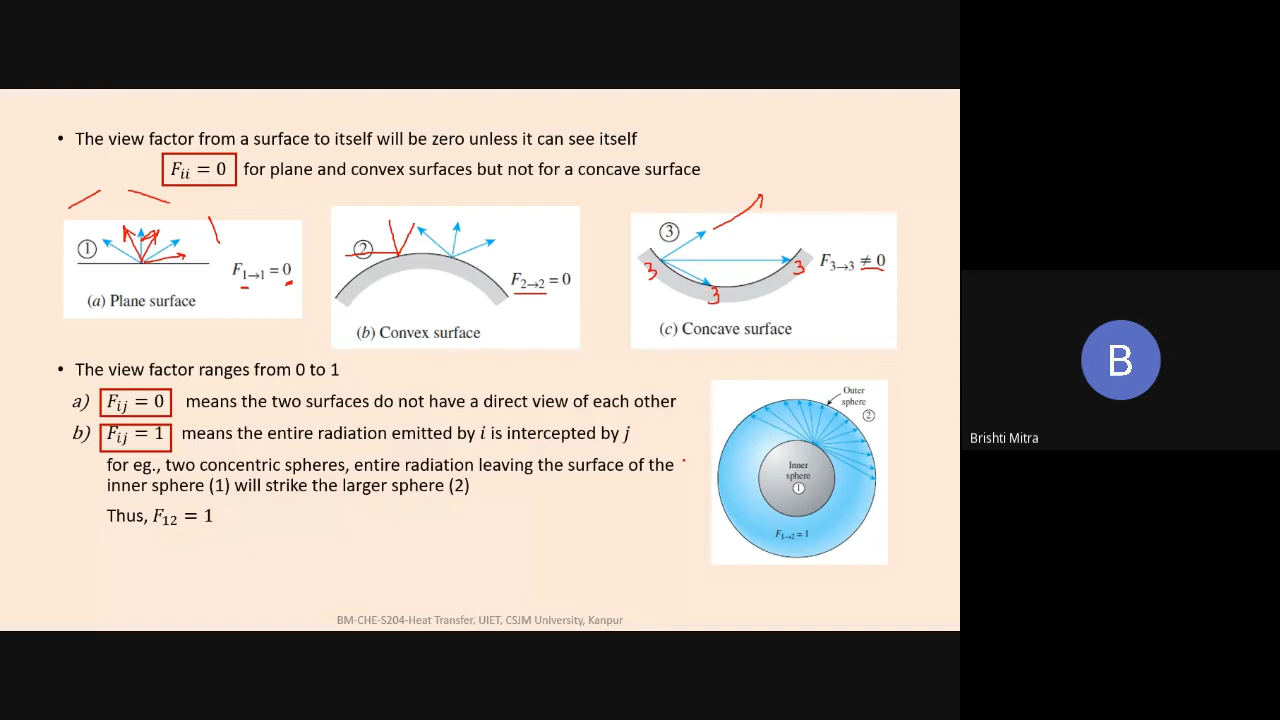 • The view factor from a surface to itself will be zero unless it can see itself
F_ii = 0 for plane and convex surfaces but not for a concave surface
①
F_1→1 = 0
(a) Plane surface
②
F_2→2 = 0
(b) Convex surface
③
3
3
3
F_3→3 ≠ 0
(c) Concave surface
• The view factor ranges from 0 to 1
a) F_ij = 0 means the two surfaces do not have a direct view of each other
b) F_ij = 1 means the entire radiation emitted by i is intercepted by j
for eg., two concentric spheres, entire radiation leaving the surface of the
inner sphere (1) will strike the larger sphere (2)
Thus, F_12 = 1
Outer
sphere
②
Inner
sphere
①
F_1→2 = 1
BM-CHE-S204-Heat Transfer, UIET, CSJM University, Kanpur
B
Brishti Mitra